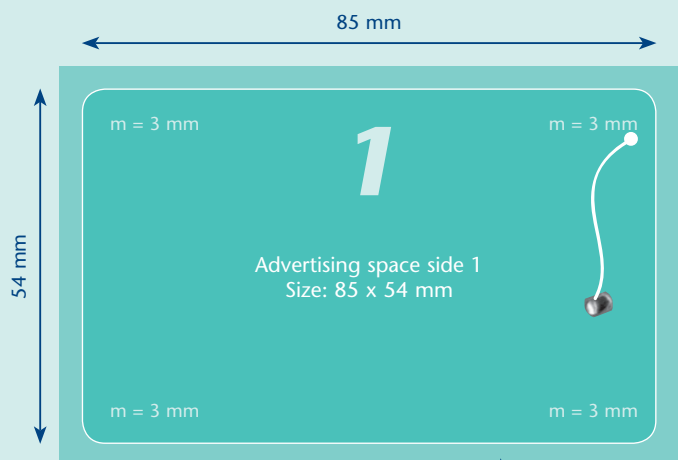 85 mm
54 mm
m = 3 mm
m = 3 mm
1
Advertising space side 1
Size: 85 x 54 mm
m = 3 mm
m = 3 mm